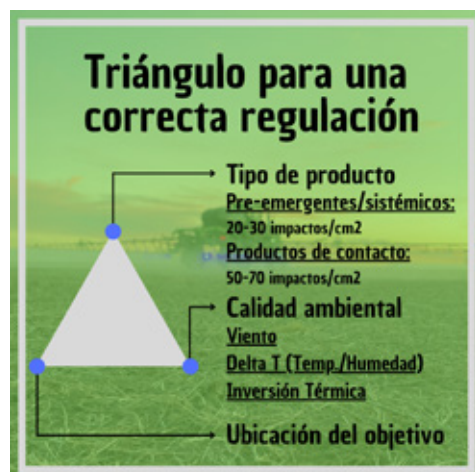 Triángulo para una
correcta regulación
Tipo de producto
Pre-emergentes/sistémicos:
20-30 impactos/cm2
Productos de contacto:
50-70 impactos/cm2
Calidad ambiental
Viento
Delta T (Temp./Humedad)
Inversión Térmica
Ubicación del objetivo